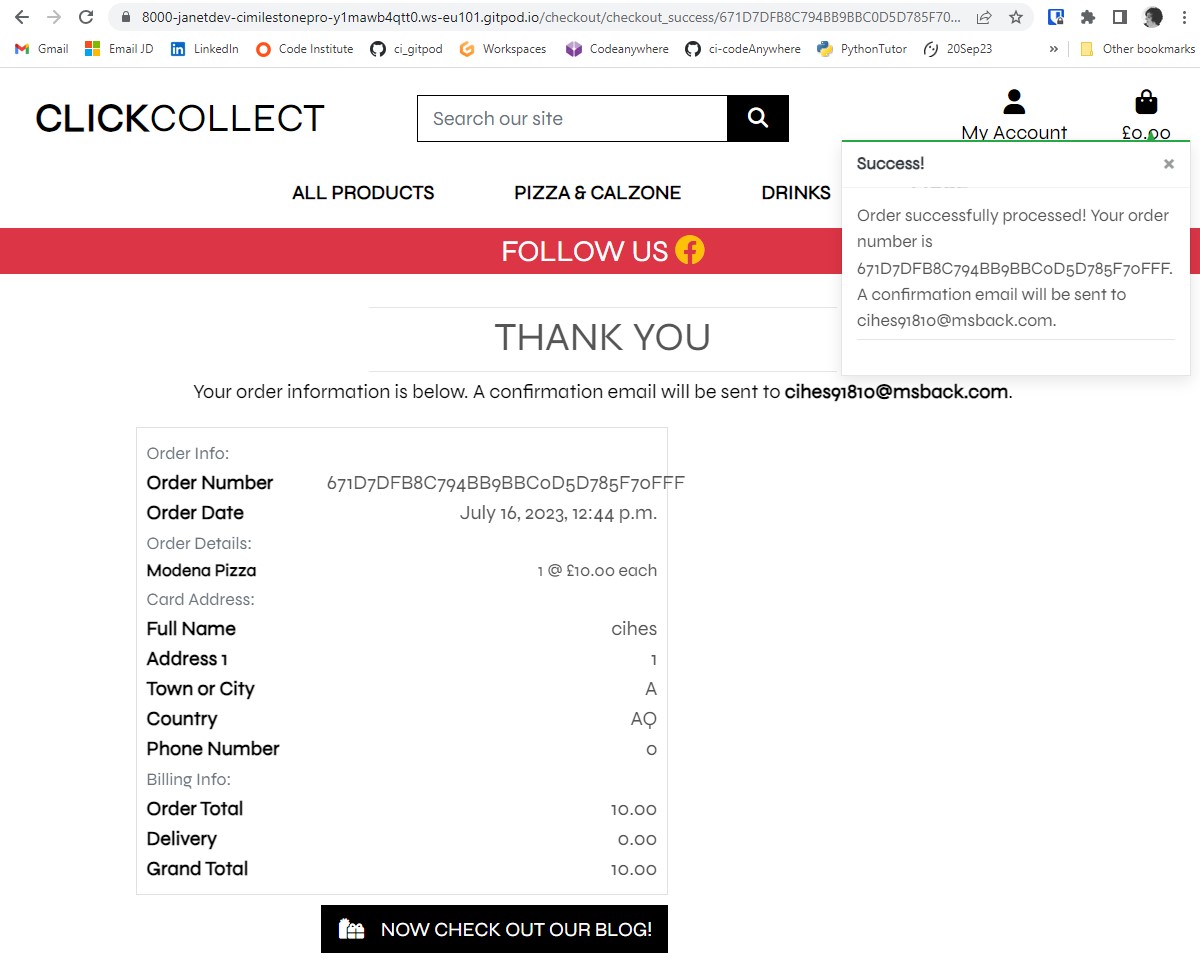 8000-janetdev-cimilestonepro-y1mawb4qtt0.ws-eu101.gitpod.io/checkout/checkout_success/671D7DFB8C794BB9BBC0D5D785F70...
Gmail Email JD LinkedIn Code Institute ci_gitpod Workspaces Codeanywhere ci-codeAnywhere PythonTutor 20Sep23 » Other bookmarks
CLICKCOLLECT
Search our site
My Account £0.00
ALL PRODUCTS PIZZA & CALZONE DRINKS
Success! ×
Order successfully processed! Your order
number is
671D7DFB8C794BB9BBC0D5D785F70FFF.
A confirmation email will be sent to
cihes91810@msback.com.
FOLLOW US
THANK YOU
Your order information is below. A confirmation email will be sent to cihes91810@msback.com.
Order Info:
Order Number 671D7DFB8C794BB9BBC0D5D785F70FFF
Order Date July 16, 2023, 12:44 p.m.
Order Details:
Modena Pizza 1 @ £10.00 each
Card Address:
Full Name cihes
Address 1 1
Town or City A
Country AQ
Phone Number 0
Billing Info:
Order Total 10.00
Delivery 0.00
Grand Total 10.00
NOW CHECK OUT OUR BLOG!